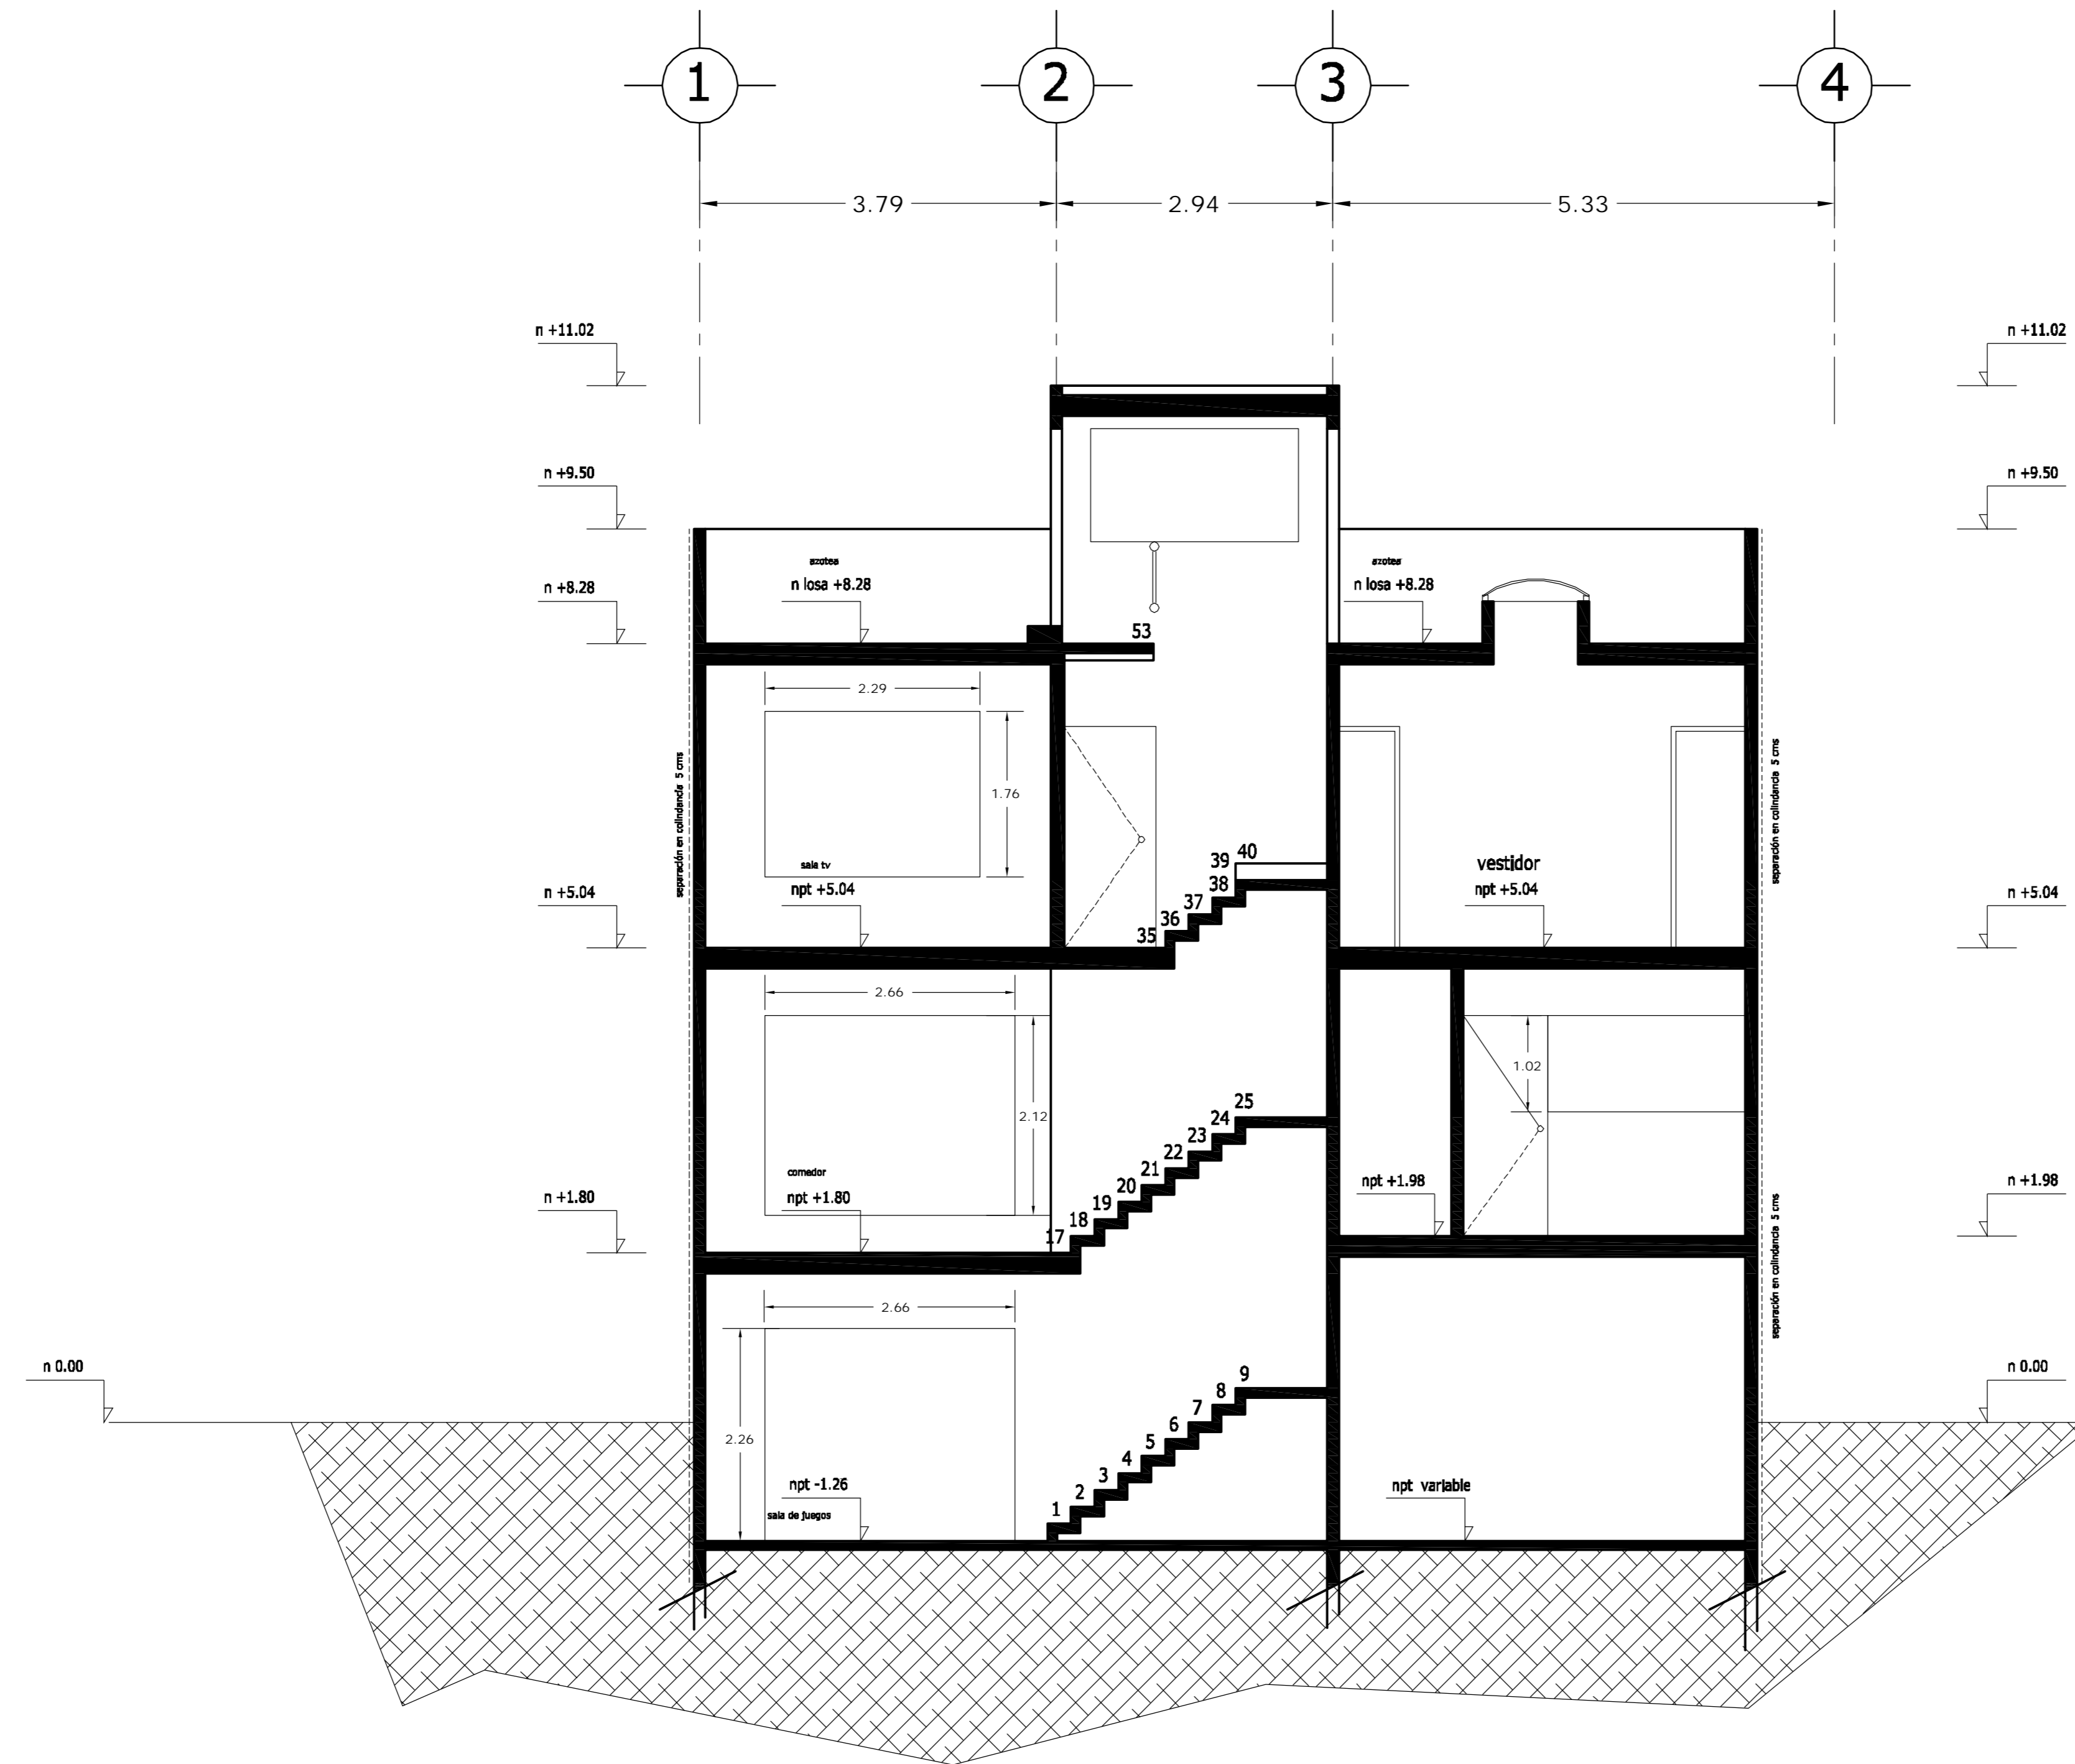 1 2 3 4
3.79 2.94 5.33
n +11.02 n +11.02
n +9.50 n +9.50
azotea azotea
n +8.28 n losa +8.28 n losa +8.28
53
2.29
1.76
separación en colindancia 5 cms
separación en colindancia 5 cms
sala tv
npt +5.04
40
39
38
37
36
35
vestidor
npt +5.04
n +5.04 n +5.04
2.66
2.12
1.02
comedor
npt +1.80
25
24
23
22
21
20
19
18
17
npt +1.98
n +1.80 n +1.98
separación en colindancia 5 cms
2.66
2.26
n 0.00 n 0.00
9
8
7
6
5
4
3
2
1
npt -1.26
sala de juegos
npt variable